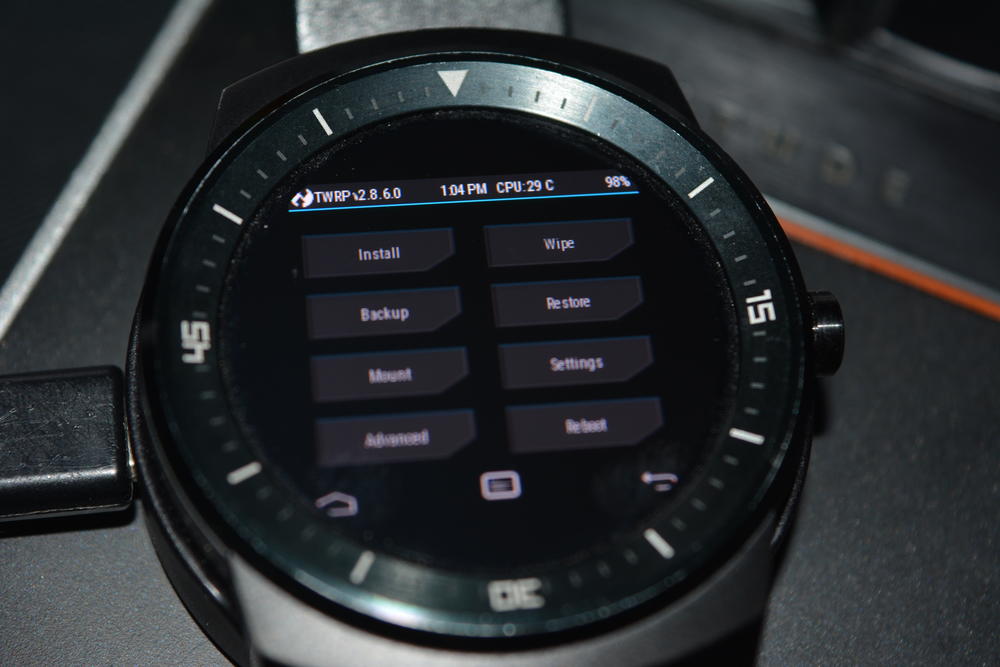 TWRP v2.8.6.0 1:04 PM CPU:29 C 98%
Install Wipe
Backup Restore
Mount Settings
Advanced Reboot
15
30
45